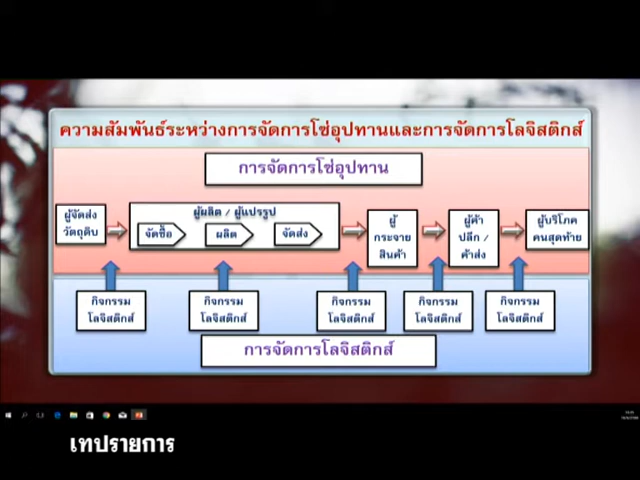 ความสัมพันธ์ระหว่างการจัดการโซ่อุปทานและการจัดการโลจิสติกส์
การจัดการโซ่อุปทาน
ผู้จัดส่ง
วัตถุดิบ
ผู้ผลิต / ผู้แปรรูป
จัดซื้อ
ผลิต
จัดส่ง
ผู้
กระจาย
สินค้า
ผู้ค้า
ปลีก /
ค้าส่ง
ผู้บริโภค
คนสุดท้าย
กิจกรรม
โลจิสติกส์
กิจกรรม
โลจิสติกส์
กิจกรรม
โลจิสติกส์
กิจกรรม
โลจิสติกส์
กิจกรรม
โลจิสติกส์
การจัดการโลจิสติกส์
เทปรายการ